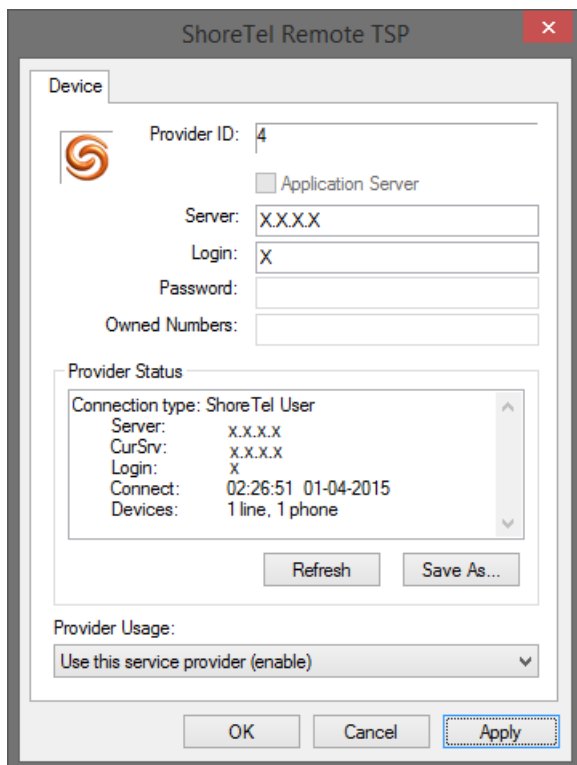 ShoreTel Remote TSP
Device
Provider ID: 4
Application Server
Server: X.X.X.X
Login: X
Password:
Owned Numbers:
Provider Status
Connection type: ShoreTel User
Server: x.x.x.x
CurSrv: x.x.x.x
Login: x
Connect: 02:26:51 01-04-2015
Devices: 1 line, 1 phone
Refresh Save As...
Provider Usage:
Use this service provider (enable)
OK Cancel Apply